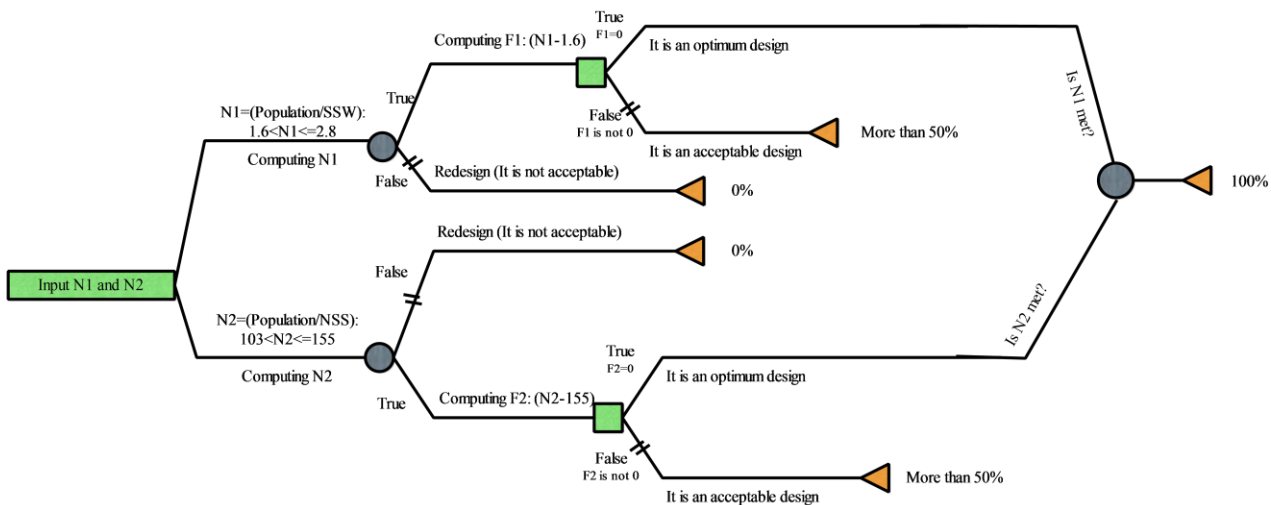 True
F1=0
Computing F1: (N1-1.6)
It is an optimum design
Is N1 met?
True
N1=(Population/SSW):
1.6<N1<=2.8
False
F1 is not 0
More than 50%
It is an acceptable design
Computing N1
False
Redesign (It is not acceptable)
0%
100%
Redesign (It is not acceptable)
0%
False
Input N1 and N2
N2=(Population/NSS):
103<N2<=155
Is N2 met?
True
F2=0
Computing N2
It is an optimum design
True
Computing F2: (N2-155)
False
F2 is not 0
More than 50%
It is an acceptable design